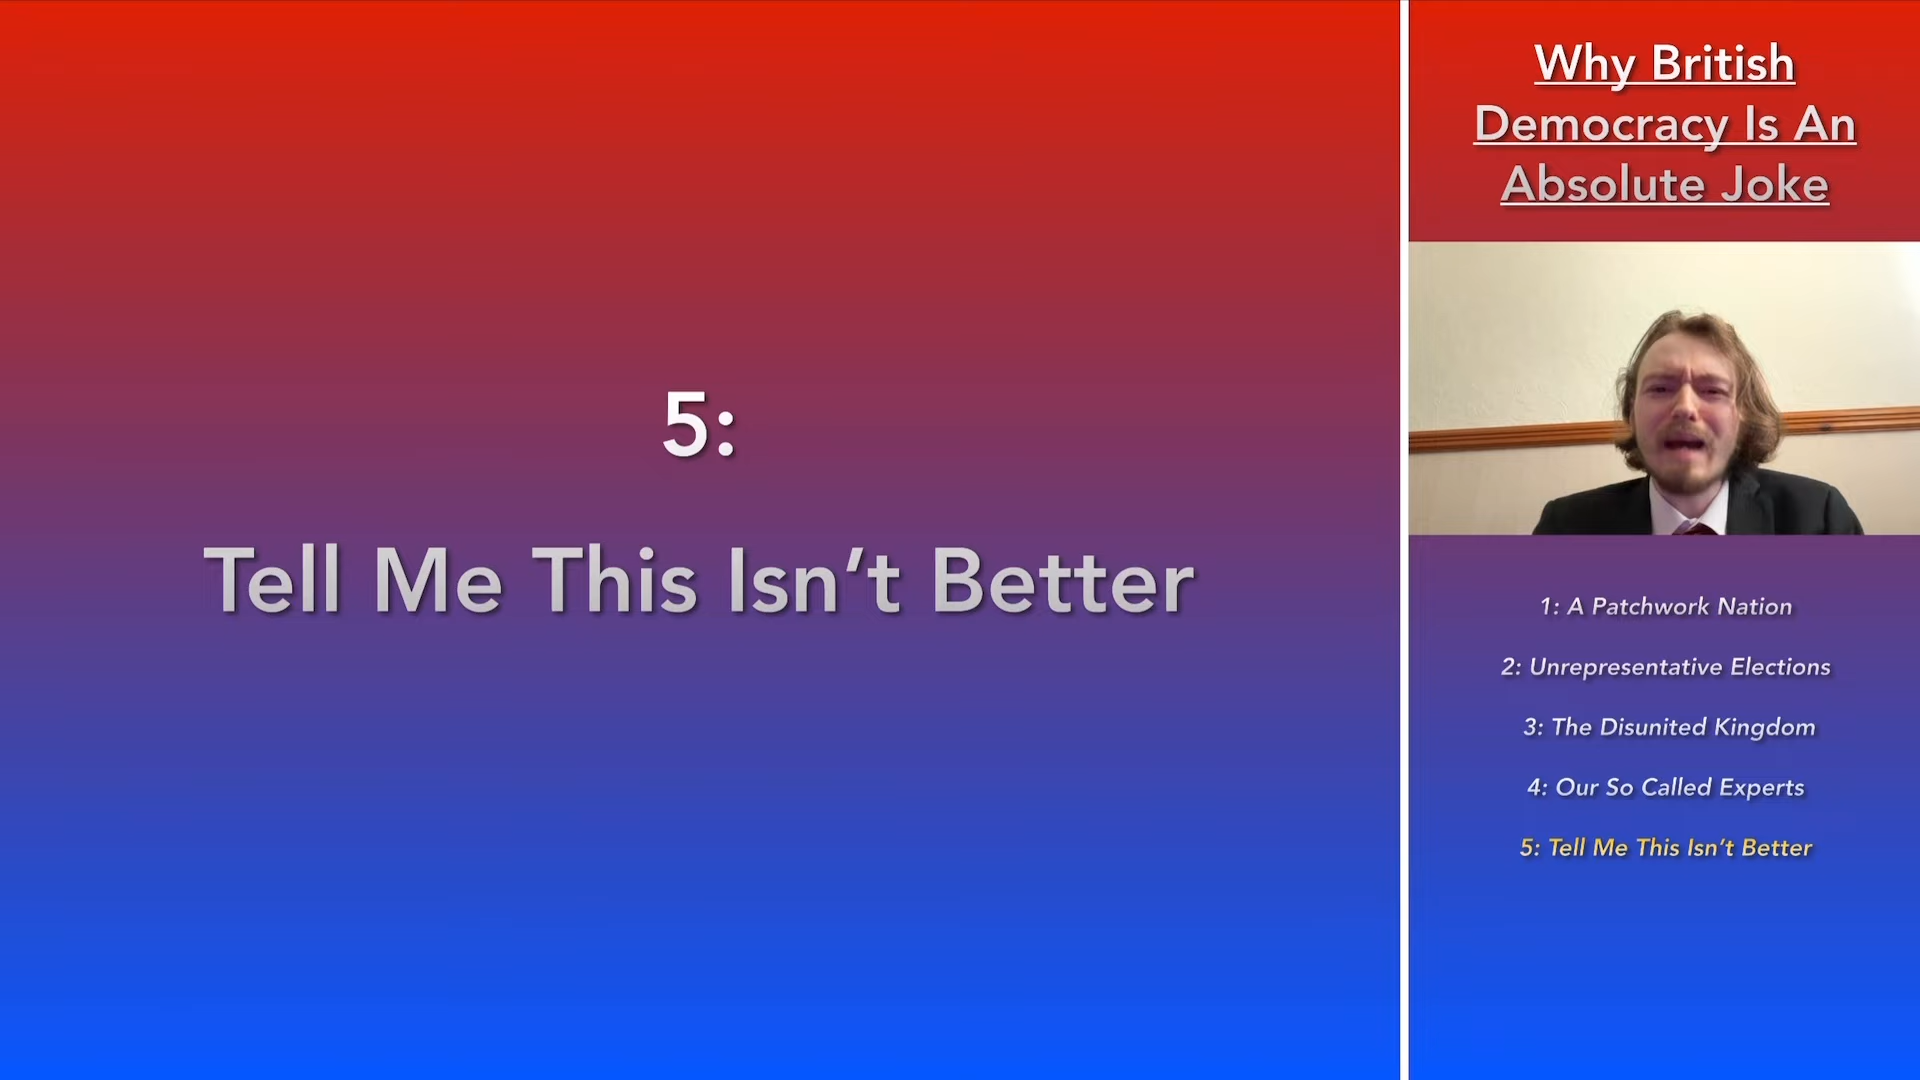 5:
Tell Me This Isn’t Better
Why British
Democracy Is An
Absolute Joke
1: A Patchwork Nation
2: Unrepresentative Elections
3: The Disunited Kingdom
4: Our So Called Experts
5: Tell Me This Isn’t Better